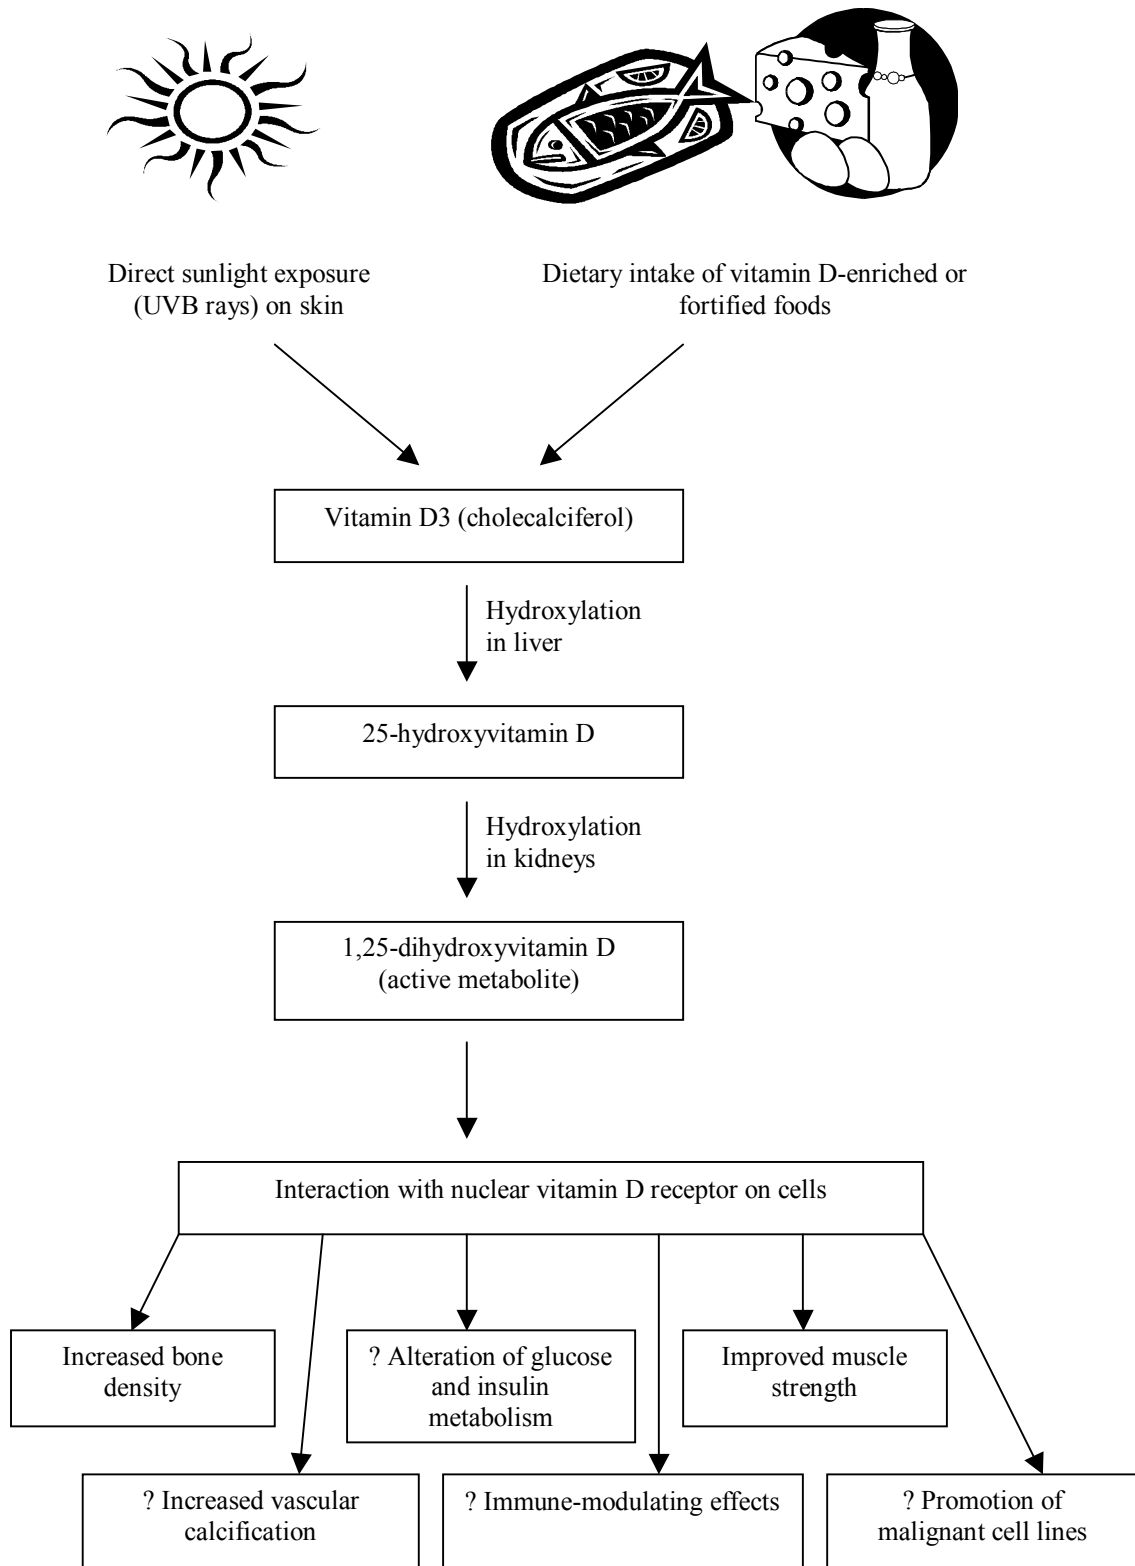 Direct sunlight exposure
(UVB rays) on skin
Dietary intake of vitamin D-enriched or
fortified foods
Vitamin D3 (cholecalciferol)
Hydroxylation
in liver
25-hydroxyvitamin D
Hydroxylation
in kidneys
1,25-dihydroxyvitamin D
(active metabolite)
Interaction with nuclear vitamin D receptor on cells
Increased bone
density
? Alteration of glucose
and insulin
metabolism
Improved muscle
strength
? Increased vascular
calcification
? Immune-modulating effects
? Promotion of
malignant cell lines